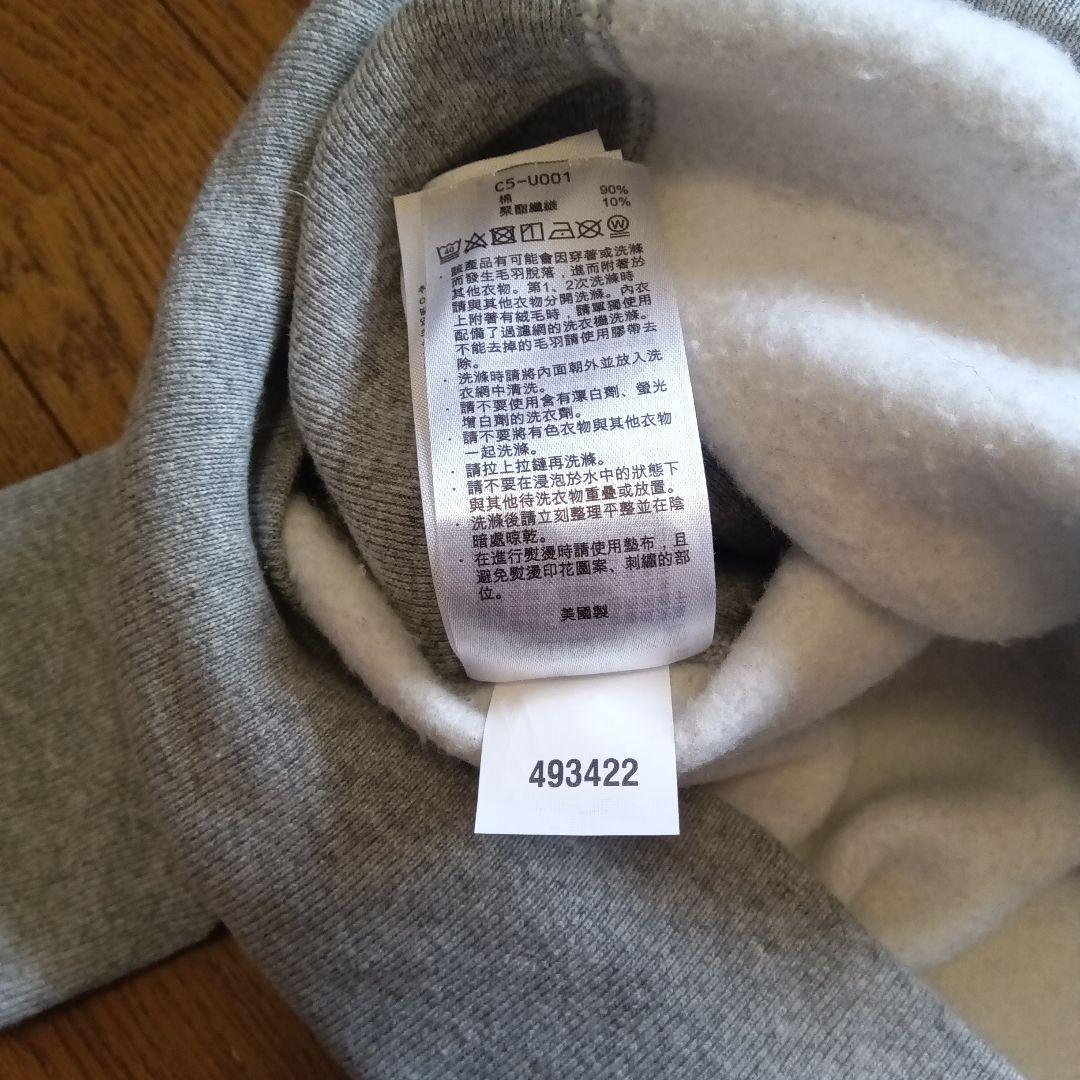 C5-U001
棉 90%
聚酯纖維 10%
40
W
· 該產品有可能會因穿著或洗滌
而發生毛羽脫落，進而附著於
其他衣物。第1、2次洗滌時
請與其他衣物分開洗滌。內衣
上附著有絨毛時，請單獨使用
配備了過濾網的洗衣機洗滌。
不能去掉的毛羽請使用膠帶去
除。
· 洗滌時請將內面朝外並放入洗
衣網中清洗。
· 請不要使用含有漂白劑、螢光
增白劑的洗衣劑。
· 請不要將有色衣物與其他衣物
一起洗滌。
· 請拉上拉鏈再洗滌。
· 請不要在浸泡於水中的狀態下
與其他待洗衣物重疊或放置。
· 洗滌後請立刻整理平整並在陰
暗處晾乾。
· 在進行熨燙時請使用墊布，且
避免熨燙印花圖案、刺繡的部
位。
美國製
493422